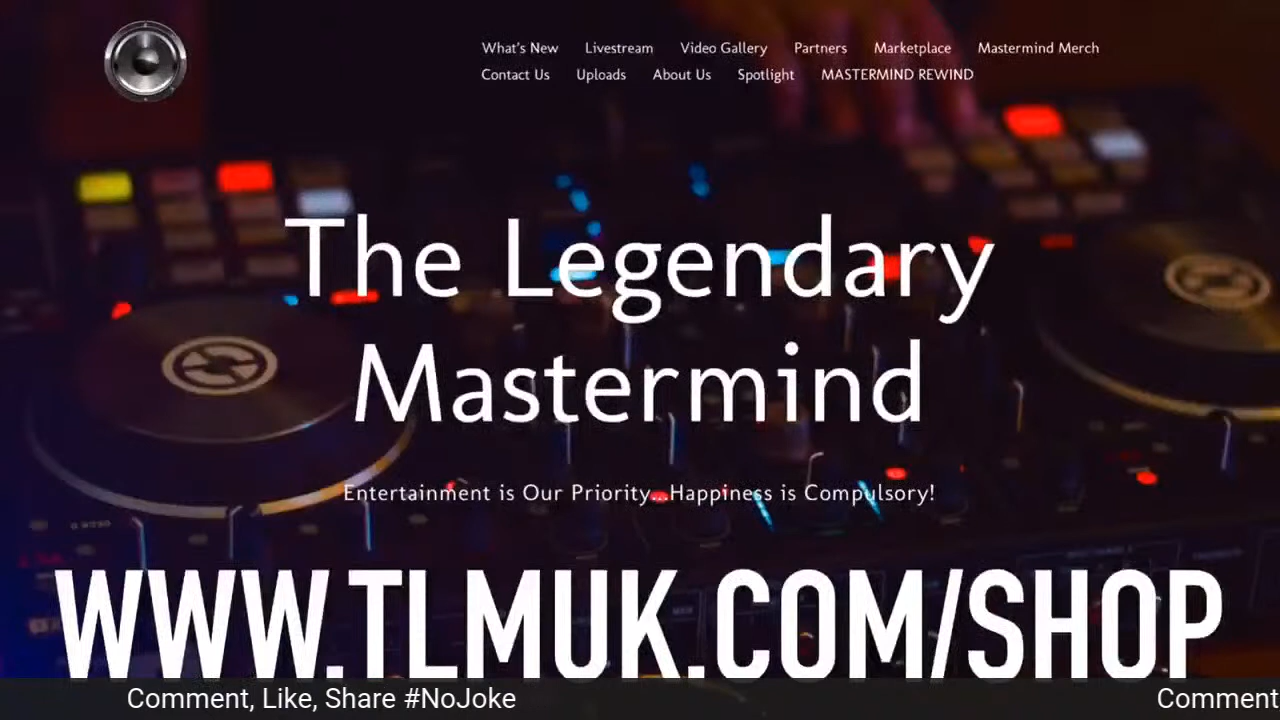 What's New Livestream Video Gallery Partners Marketplace Mastermind Merch
Contact Us Uploads About Us Spotlight MASTERMIND REWIND
The Legendary
Mastermind
Entertainment is Our Priority...Happiness is Compulsory!
WWW.TLMUK.COM/SHOP
Comment, Like, Share #NoJoke Comment